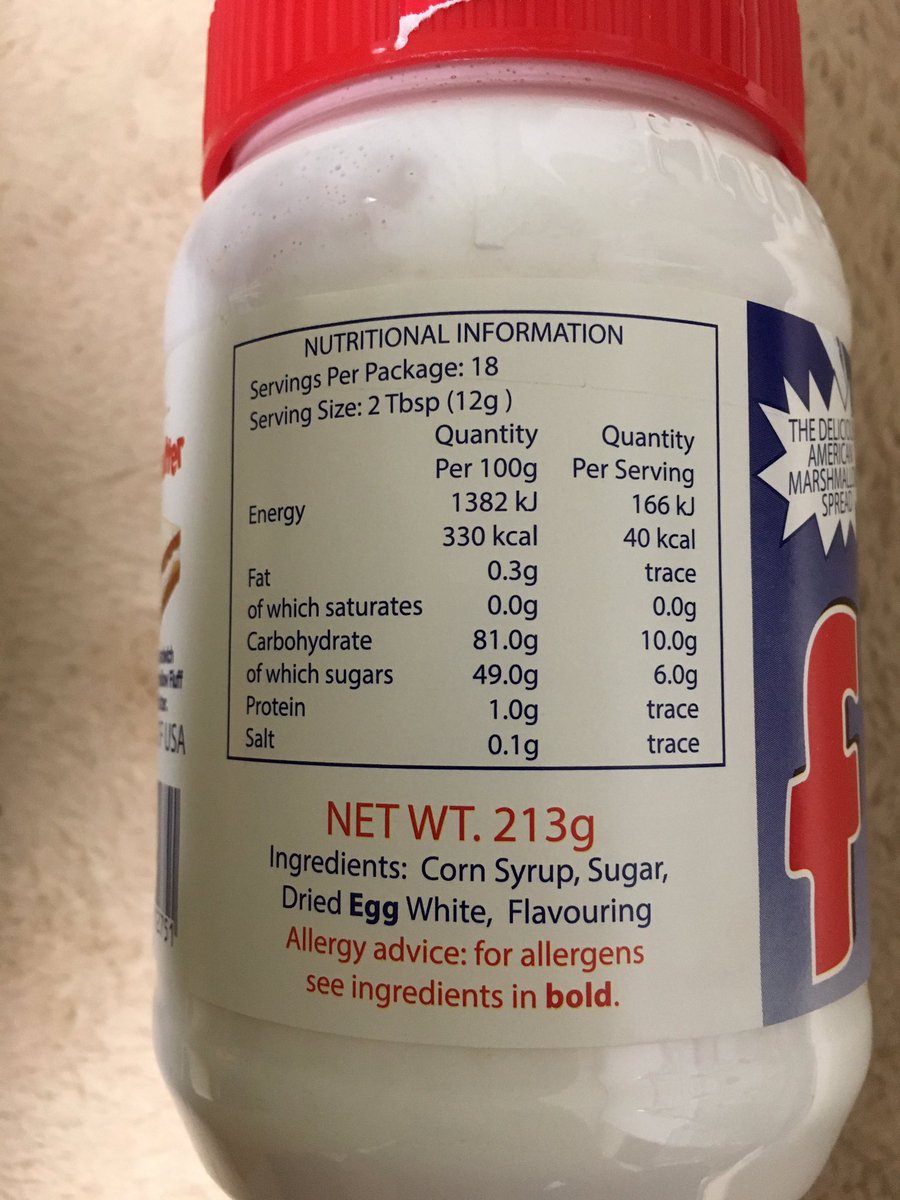 NUTRITIONAL INFORMATION
Servings Per Package: 18
Serving Size: 2 Tbsp (12g )
Quantity Quantity
Per 100g Per Serving
Energy 1382 kJ 166 kJ
330 kcal 40 kcal
Fat 0.3g trace
of which saturates 0.0g 0.0g
Carbohydrate 81.0g 10.0g
of which sugars 49.0g 6.0g
Protein 1.0g trace
Salt 0.1g trace
NET WT. 213g
Ingredients: Corn Syrup, Sugar,
Dried Egg White, Flavouring
Allergy advice: for allergens
see ingredients in bold.
THE
AMERICAN
SPREAD
f
Fluff
USA